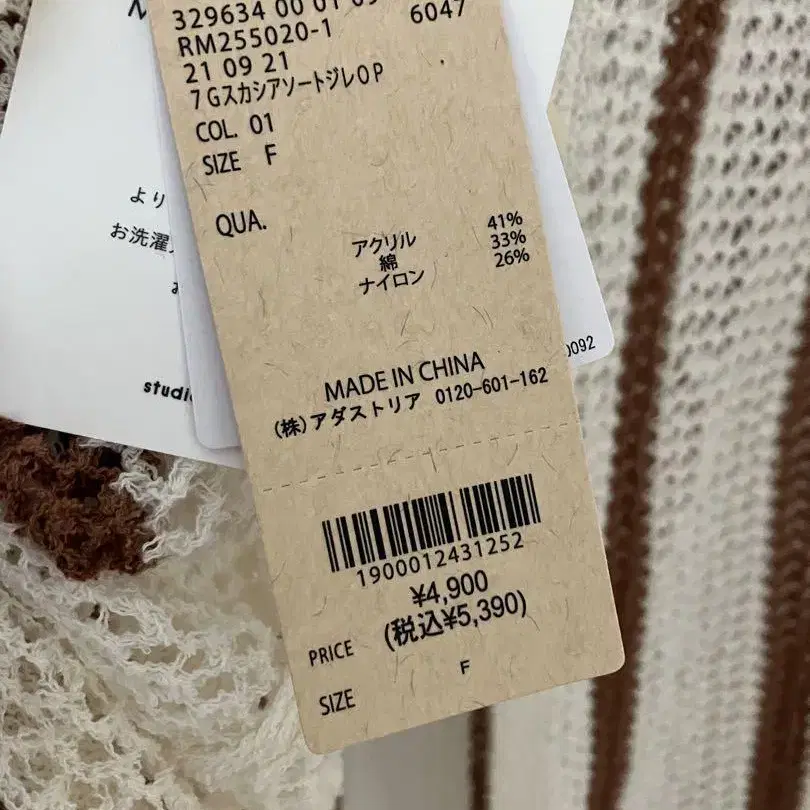 329634 00 01
6047
RM255020-1
21 09 21
7GスカシアソートジレOP
COL. 01
SIZE F
QUA.
アクリル 41%
綿 33%
ナイロン 26%
MADE IN CHINA
(株)アダストリア 0120-601-162
1900012431252
¥4,900
(税込¥5,390)
PRICE
F
SIZE
より
お洗濯
studi
0092